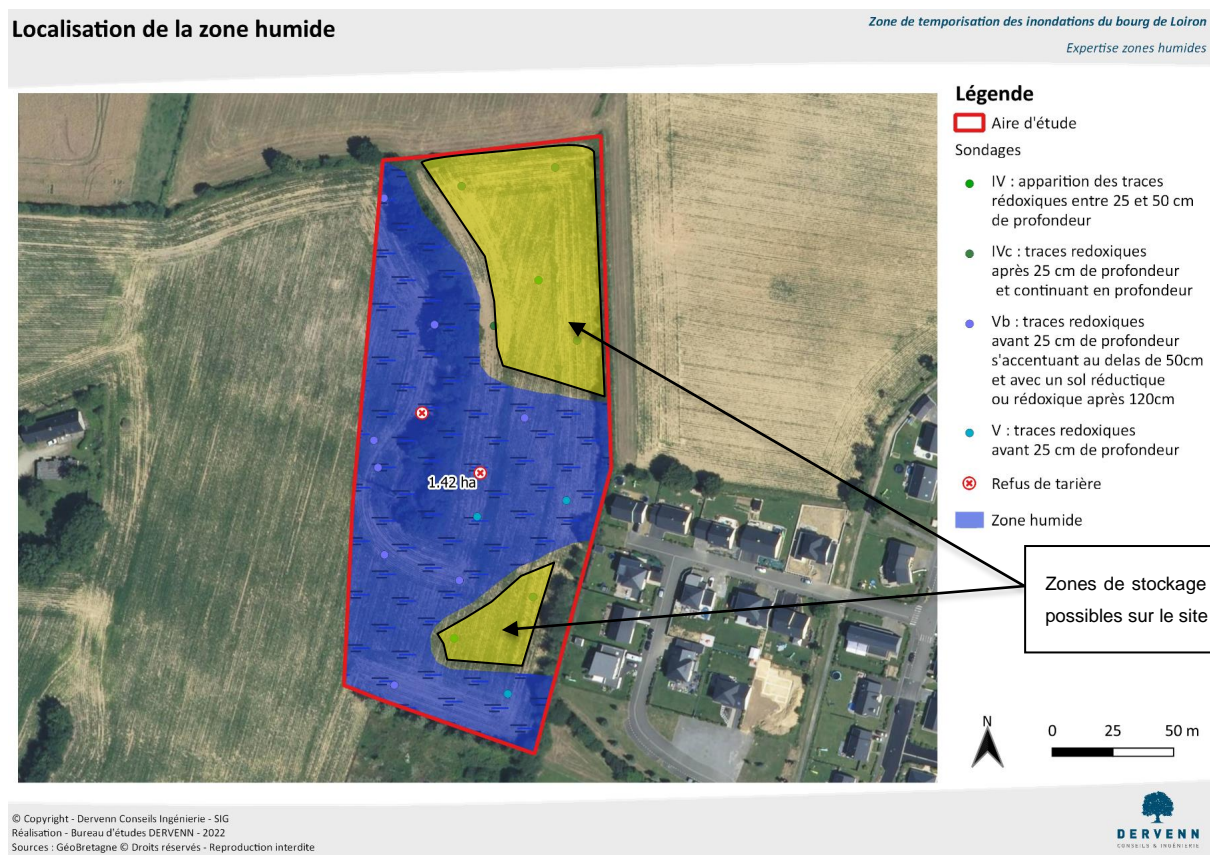 Localisation de la zone humide
Zone de temporisation des inondations du bourg de Loiron
Expertise zones humides
1.42 ha
Légende
Aire d'étude
Sondages
IV : apparition des traces
rédoxiques entre 25 et 50 cm
de profondeur
IVc : traces redoxiques
après 25 cm de profondeur
et continuant en profondeur
Vb : traces redoxiques
avant 25 cm de profondeur
s'accentuant au delas de 50cm
et avec un sol réductique
ou rédoxique après 120cm
V : traces redoxiques
avant 25 cm de profondeur
Refus de tarière
Zone humide
Zones de stockage
possibles sur le site
N
0 25 50 m
© Copyright - Dervenn Conseils Ingénierie - SIG
Réalisation - Bureau d'études DERVENN - 2022
Sources : GéoBretagne © Droits réservés - Reproduction interdite
DERVENN
CONSEILS & INGÉNIERIE